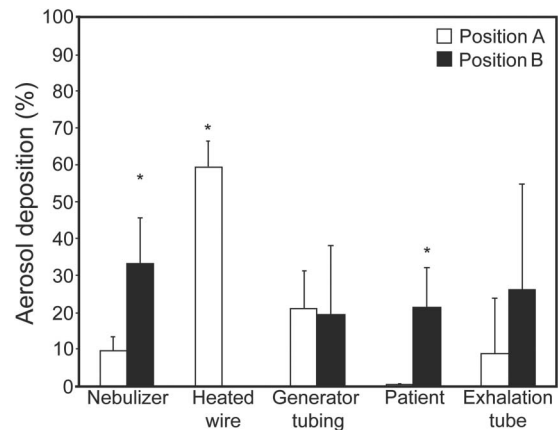 100
90
80
70
60
50
40
30
20
10
0
Aerosol deposition (%)
Position A
Position B
*
*
*
Nebulizer
Heated
wire
Generator
tubing
Patient
Exhalation
tube